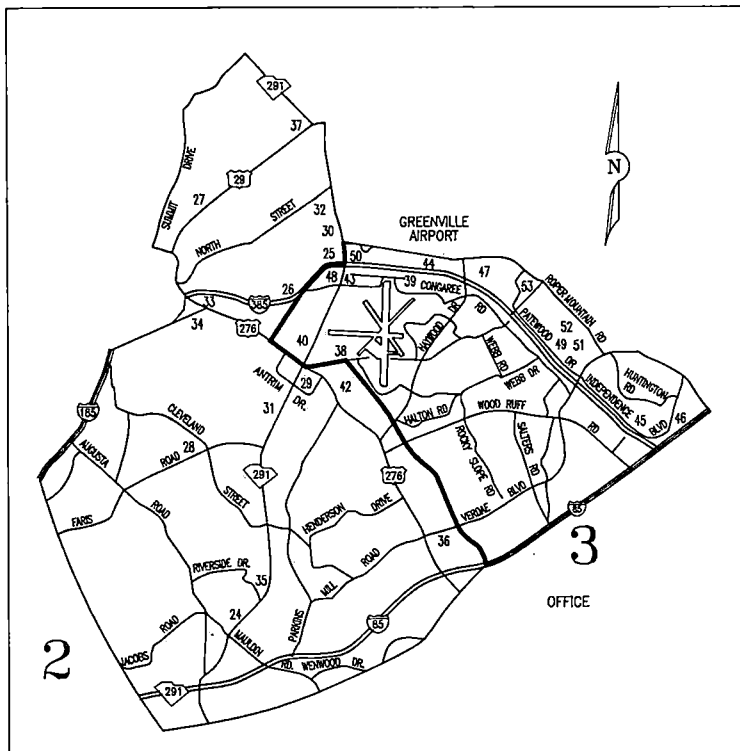 291
37
SUMMIT DRIVE
29
27
NORTH STREET
32
30
N
GREENVILLE
AIRPORT
25
50
44
47
48
43
39
CONGAREE RD
26
385
33
34
276
53
ROPER MOUNTAIN RD
PATEWOOD DR
52
49 51
HAYWOOD DR.
WEBB RD
40
38
WEBB DR
INDEPENDENCE BLVD
HUNTINGTON RD
45
46
ANTRIM DR.
29
42
31
HALTON RD
WOOD RUFF RD
185
CLEVELAND STREET
AUGUSTA ROAD
28
FARIS ROAD
291
276
ROCKY SLOPE RD
SALTERS RD
HENDERSON DRIVE
VERDAE BLVD
36
85
3
OFFICE
RIVERSIDE DR.
35
MILL ROAD
PARKINS
24
85
JACOBS ROAD
MAULDIN RD.
WENWOOD DR.
2
291